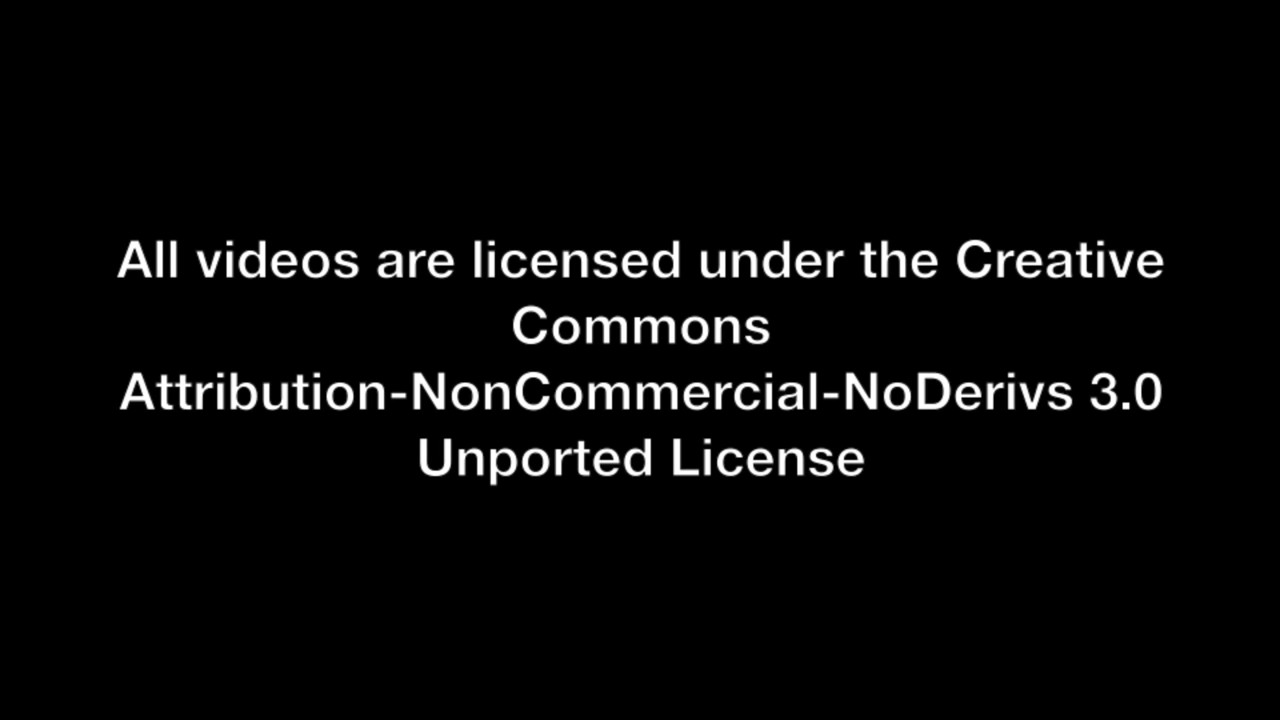 All videos are licensed under the Creative
Commons
Attribution-NonCommercial-NoDerivs 3.0
Unported License